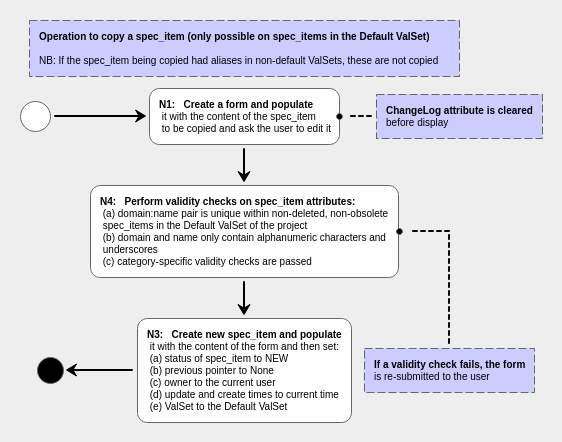 Operation to copy a spec_item (only possible on spec_items in the Default ValSet)
NB: If the spec_item being copied had aliases in non-default ValSets, these are not copied
N1: Create a form and populate
it with the content of the spec_item
to be copied and ask the user to edit it
ChangeLog attribute is cleared
before display
N4: Perform validity checks on spec_item attributes:
(a) domain:name pair is unique within non-deleted, non-obsolete
spec_items in the Default ValSet of the project
(b) domain and name only contain alphanumeric characters and
underscores
(c) category-specific validity checks are passed
N3: Create new spec_item and populate
it with the content of the form and then set:
(a) status of spec_item to NEW
(b) previous pointer to None
(c) owner to the current user
(d) update and create times to current time
(e) ValSet to the Default ValSet
If a validity check fails, the form
is re-submitted to the user